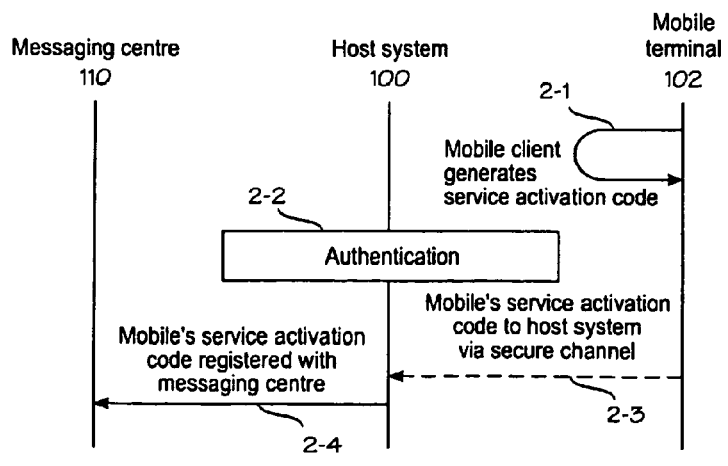 Messaging centre
110
Host system
100
Mobile
terminal
102
2-1
Mobile client
generates
service activation code
2-2
Authentication
Mobile's service activation
code to host system
via secure channel
2-3
Mobile's service activation
code registered with
messaging centre
2-4